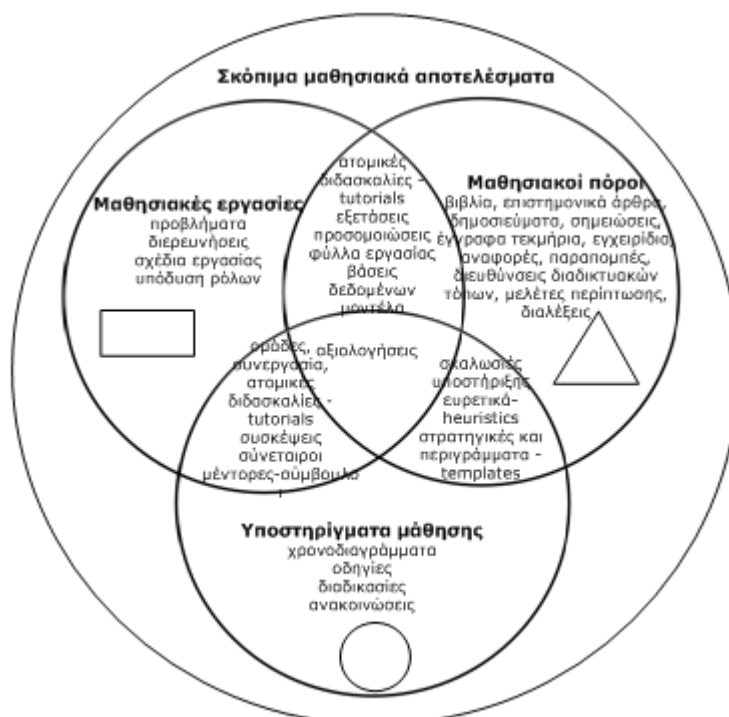 Σκόπιμα μαθησιακά αποτελέσματα
Μαθησιακές εργασίες
προβλήματα
διερευνήσεις
σχέδια εργασίας
υπόδυση ρόλων
ατομικές
διδασκαλίες -
tutorials
εξετάσεις
προσομοιώσεις
φύλλα εργασίας
βάσεις
δεδομένων
μοντέλα
Μαθησιακοί πόροι
βιβλία, επιστημονικά άρθρα,
δημοσιεύματα, σημειώσεις,
έγγραφα τεκμήρια, εγχειρίδια,
αναφορές, παραπομπές,
διευθύνσεις διαδικτυακών
τόπων, μελέτες περίπτωσης,
διαλέξεις
ομάδες,
συνεργασία,
ατομικές
διδασκαλίες -
tutorials
συσκέψεις
σύνεταιροι
μέντορες-σύμβουλο
ι
αξιολογήσεις
σκαλωσιές
υποστήριξης
ευρετικά-
heuristics
στρατηγικές και
περιγράμματα -
templates
Υποστηρίγματα μάθησης
χρονοδιαγράμματα
οδηγίες
διαδικασίες
ανακοινώσεις